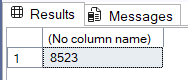 Results Messages
(No column name)
1 8523